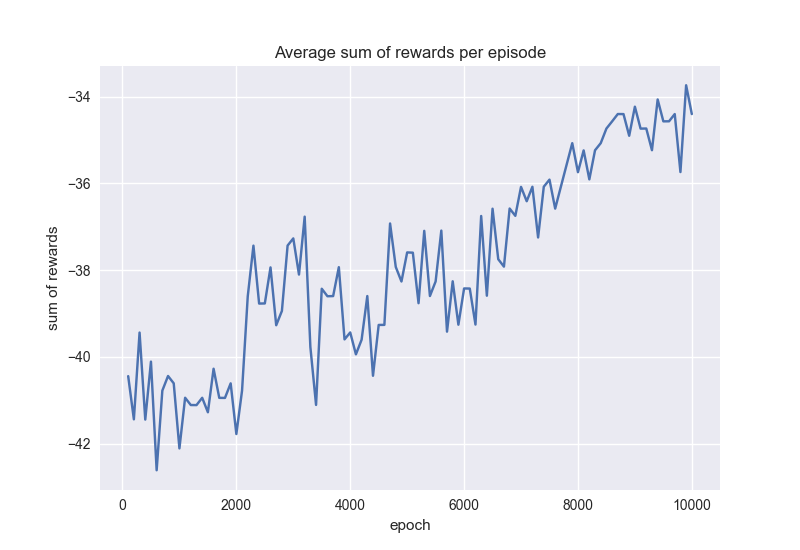 Average sum of rewards per episode
−34
−36
−38
−40
−42
sum of rewards
0 2000 4000 6000 8000 10000
epoch